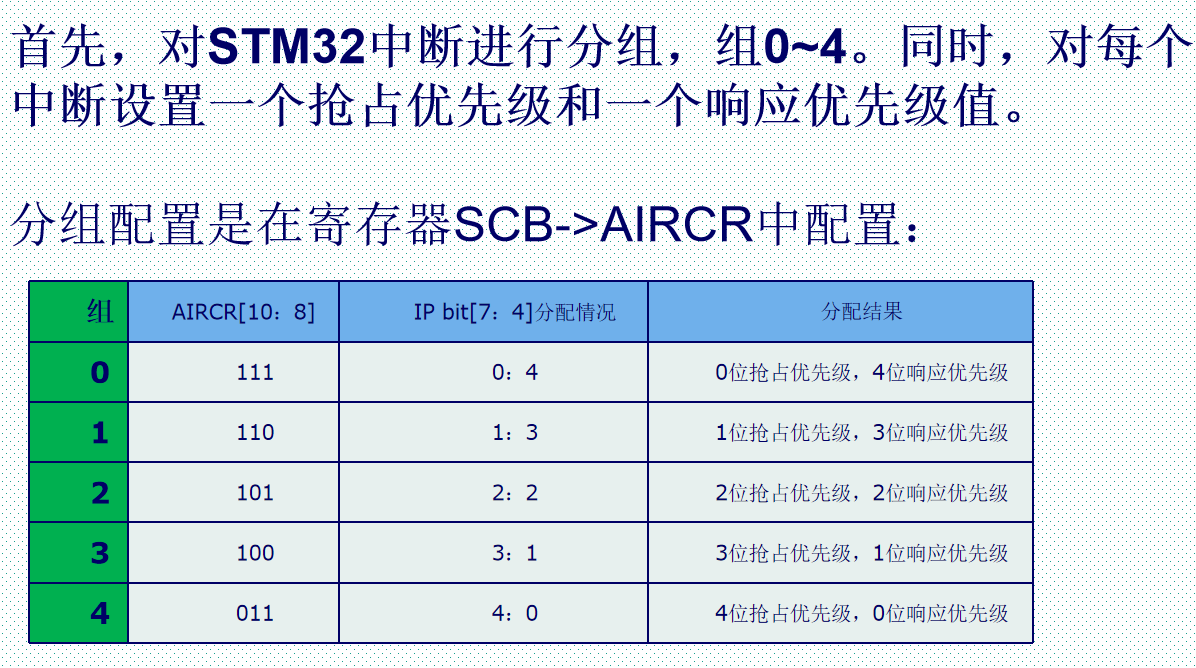 首先，对STM32中断进行分组，组0~4。同时，对每个
中断设置一个抢占优先级和一个响应优先级值。
分组配置是在寄存器SCB->AIRCR中配置：
组 AIRCR[10：8] IP bit[7：4]分配情况 分配结果
0 111 0：4 0位抢占优先级，4位响应优先级
1 110 1：3 1位抢占优先级，3位响应优先级
2 101 2：2 2位抢占优先级，2位响应优先级
3 100 3：1 3位抢占优先级，1位响应优先级
4 011 4：0 4位抢占优先级，0位响应优先级